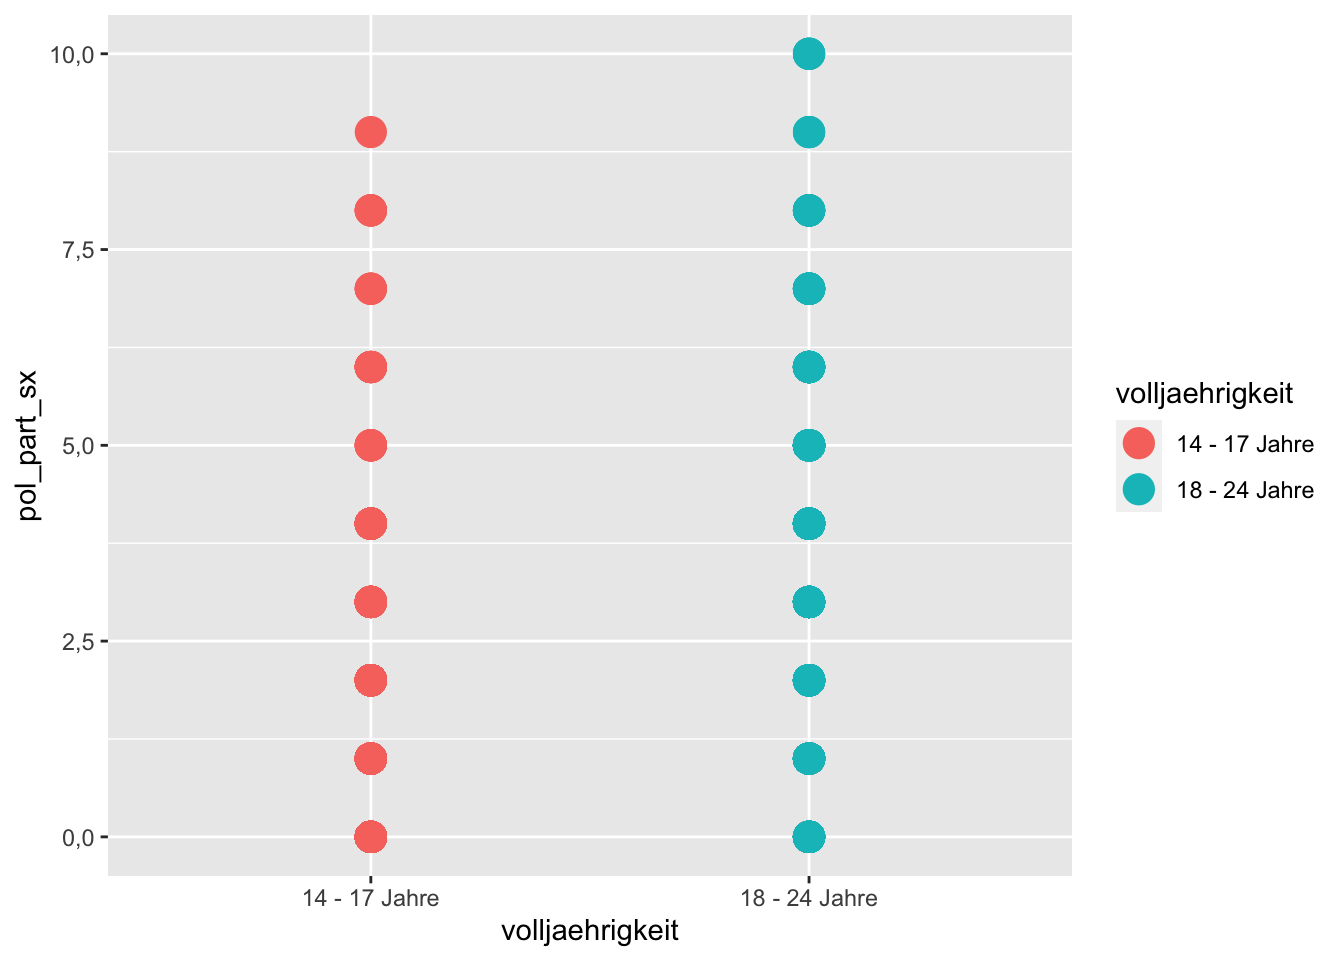 10,0
7,5
5,0
2,5
0,0
pol_part_sx
14 - 17 Jahre
18 - 24 Jahre
volljaehrigkeit
volljaehrigkeit
14 - 17 Jahre
18 - 24 Jahre